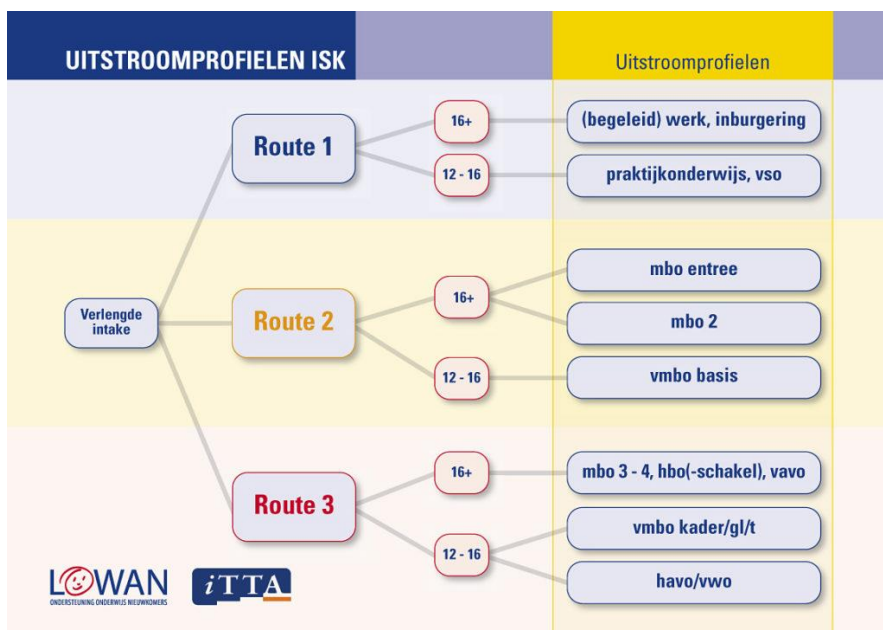 UITSTROOMPROFIELEN ISK
Uitstroomprofielen
Verlengde
intake
Route 1
16+
(begeleid) werk, inburgering
12 - 16
praktijkonderwijs, vso
Route 2
16+
mbo entree
mbo 2
12 - 16
vmbo basis
Route 3
16+
mbo 3 - 4, hbo(-schakel), vavo
12 - 16
vmbo kader/gl/t
havo/vwo
LOWAN
ONDERSTEUNING ONDERWIJS NIEUWKOMERS
iTTA